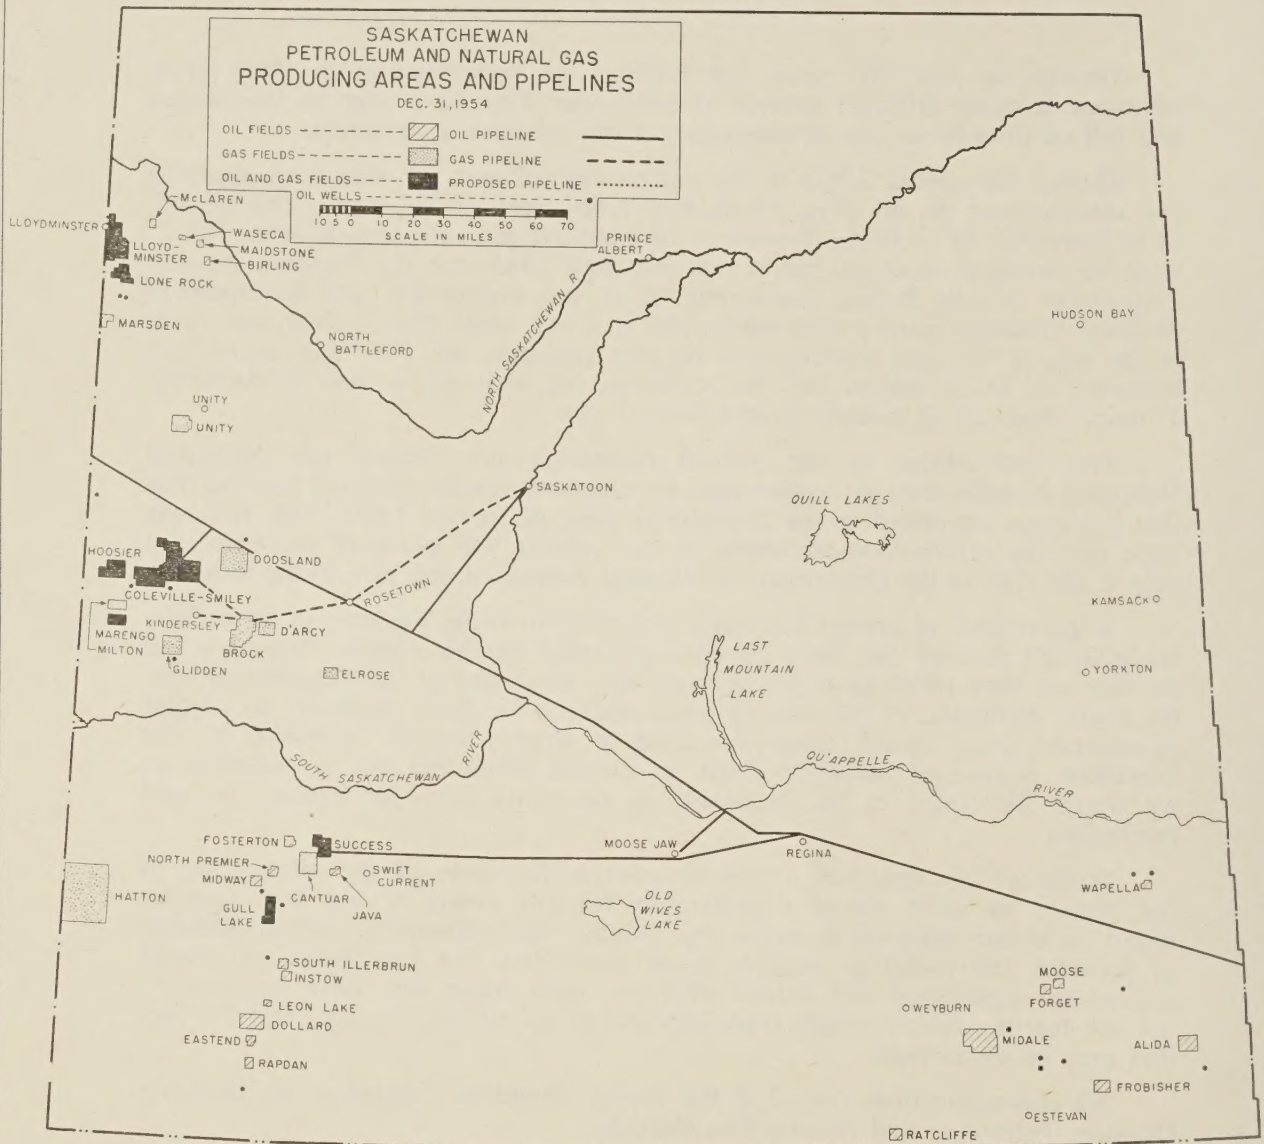 SASKATCHEWAN
PETROLEUM AND NATURAL GAS
PRODUCING AREAS AND PIPELINES
DEC. 31, 1954
OIL FIELDS
OIL PIPELINE
GAS FIELDS
GAS PIPELINE
OIL AND GAS FIELDS
PROPOSED PIPELINE
OIL WELLS
10 5 0 10 20 30 40 50 60 70
SCALE IN MILES
McLAREN
LLOYDMINSTER
WASECA
LLOYD-
MINSTER
MAIDSTONE
BIRLING
LONE ROCK
MARSDEN
PRINCE
ALBERT
NORTH
BATTLEFORD
NORTH SASKATCHEWAN R
HUDSON BAY
UNITY
UNITY
SASKATOON
QUILL LAKES
HOOSIER
DODSLAND
COLEVILLE-SMILEY
ROSETOWN
KINDERSLEY
D'ARCY
MARENGO
MILTON
BROCK
GLIDDEN
ELROSE
KAMSACK
YORKTON
LAST
MOUNTAIN
LAKE
SOUTH SASKATCHEWAN
RIVER
QU'APPELLE
RIVER
FOSTERTON
SUCCESS
MOOSE JAW
REGINA
NORTH PREMIER
MIDWAY
SWIFT
CURRENT
CANTUAR
JAVA
HATTON
GULL
LAKE
OLD
WIVES
LAKE
WAPELLA
SOUTH ILLERBRUN
INSTOW
LEON LAKE
DOLLARD
EASTEND
RAPDAN
MOOSE
FORGET
WEYBURN
MIDALE
ALIDA
FROBISHER
ESTEVAN
RATCLIFFE